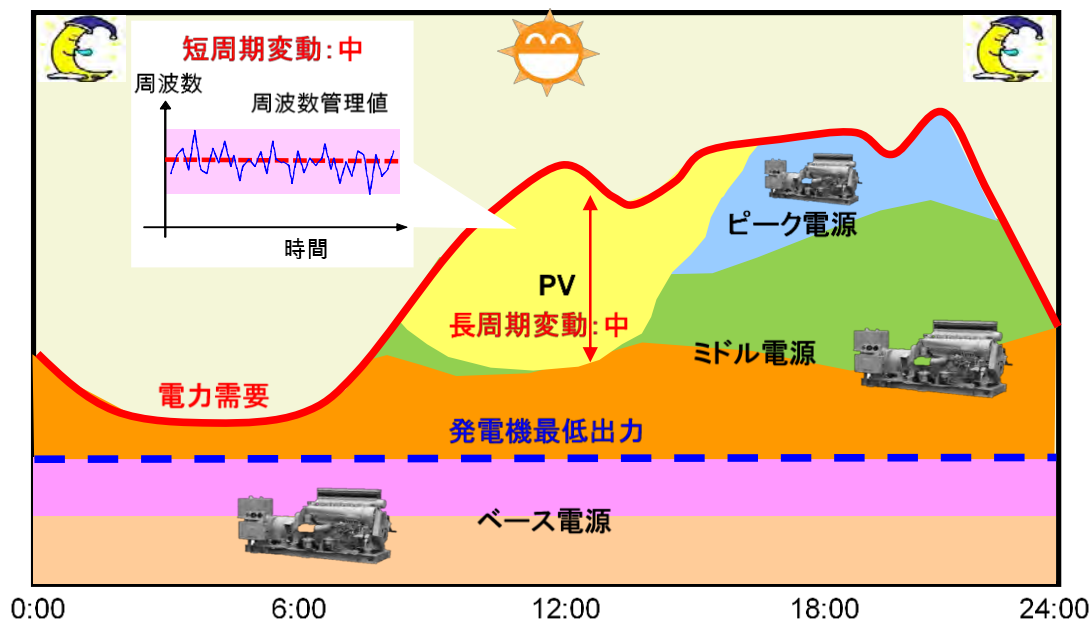 短周期変動：中
周波数
周波数管理値
時間
ピーク電源
PV
長周期変動：中
ミドル電源
電力需要
発電機最低出力
ベース電源
0:00
6:00
12:00
18:00
24:00